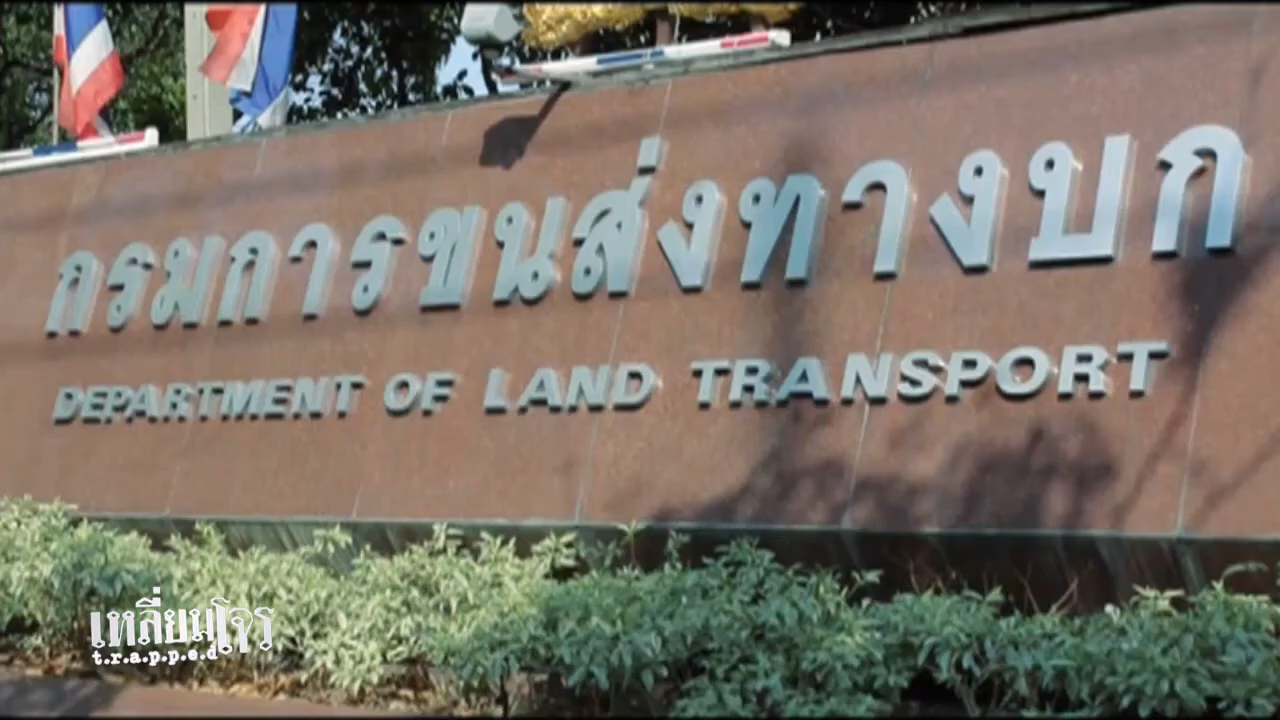 กรมการขนส่งทางบก
DEPARTMENT OF LAND TRANSPORT
เหลี่ยมโจร
t.r.a.p.p.e.d